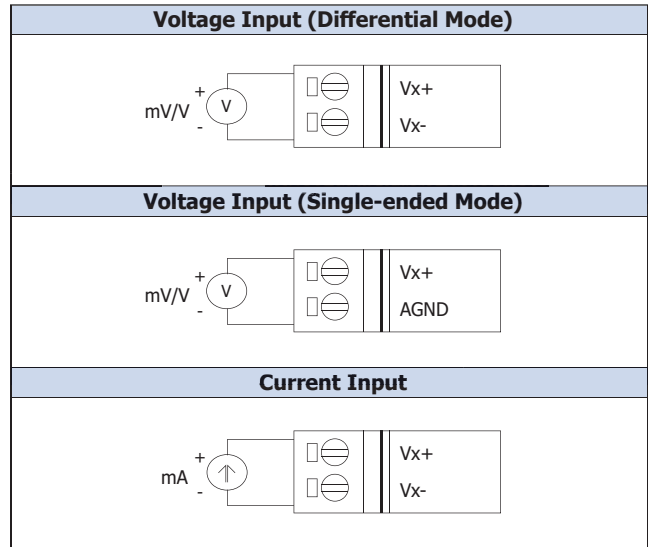 Voltage Input (Differential Mode)
+
mV/V
-
V
Vx+
Vx-
Voltage Input (Single-ended Mode)
+
mV/V
-
V
Vx+
AGND
Current Input
+
mA
-
Vx+
Vx-